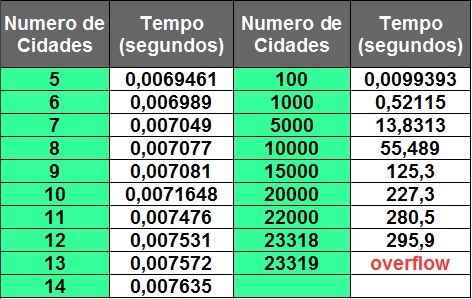 Numero de Cidades Tempo (segundos) Numero de Cidades Tempo (segundos)
5 0,0069461 100 0,0099393
6 0,006989 1000 0,52115
7 0,007049 5000 13,8313
8 0,007077 10000 55,489
9 0,007081 15000 125,3
10 0,0071648 20000 227,3
11 0,007476 22000 280,5
12 0,007531 23318 295,9
13 0,007572 23319 overflow
14 0,007635